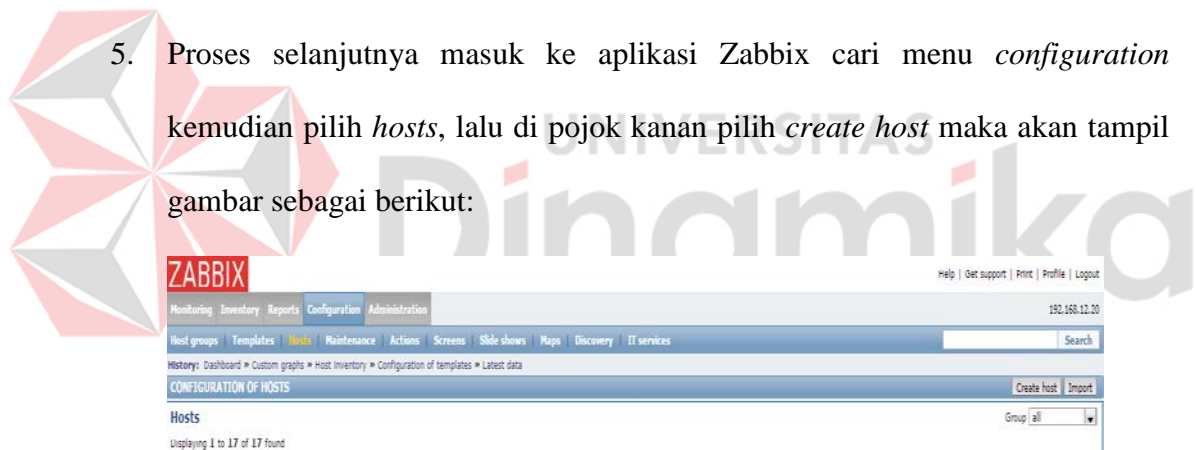 5. Proses selanjutnya masuk ke aplikasi Zabbix cari menu configuration
kemudian pilih hosts, lalu di pojok kanan pilih create host maka akan tampil
gambar sebagai berikut:
UNIVERSITAS
Dinamika
ZABBIX
Help | Get support | Print | Profile | Logout
Monitoring Inventory Reports Configuration Administration
192.168.12.20
Host groups | Templates | Hosts | Maintenance | Actions | Screens | Slide shows | Maps | Discovery | IT services
Search
History: Dashboard » Custom graphs » Host Inventory » Configuration of templates » Latest data
CONFIGURATION OF HOSTS
Create host Import
Hosts
Group all
Displaying 1 to 17 of 17 found